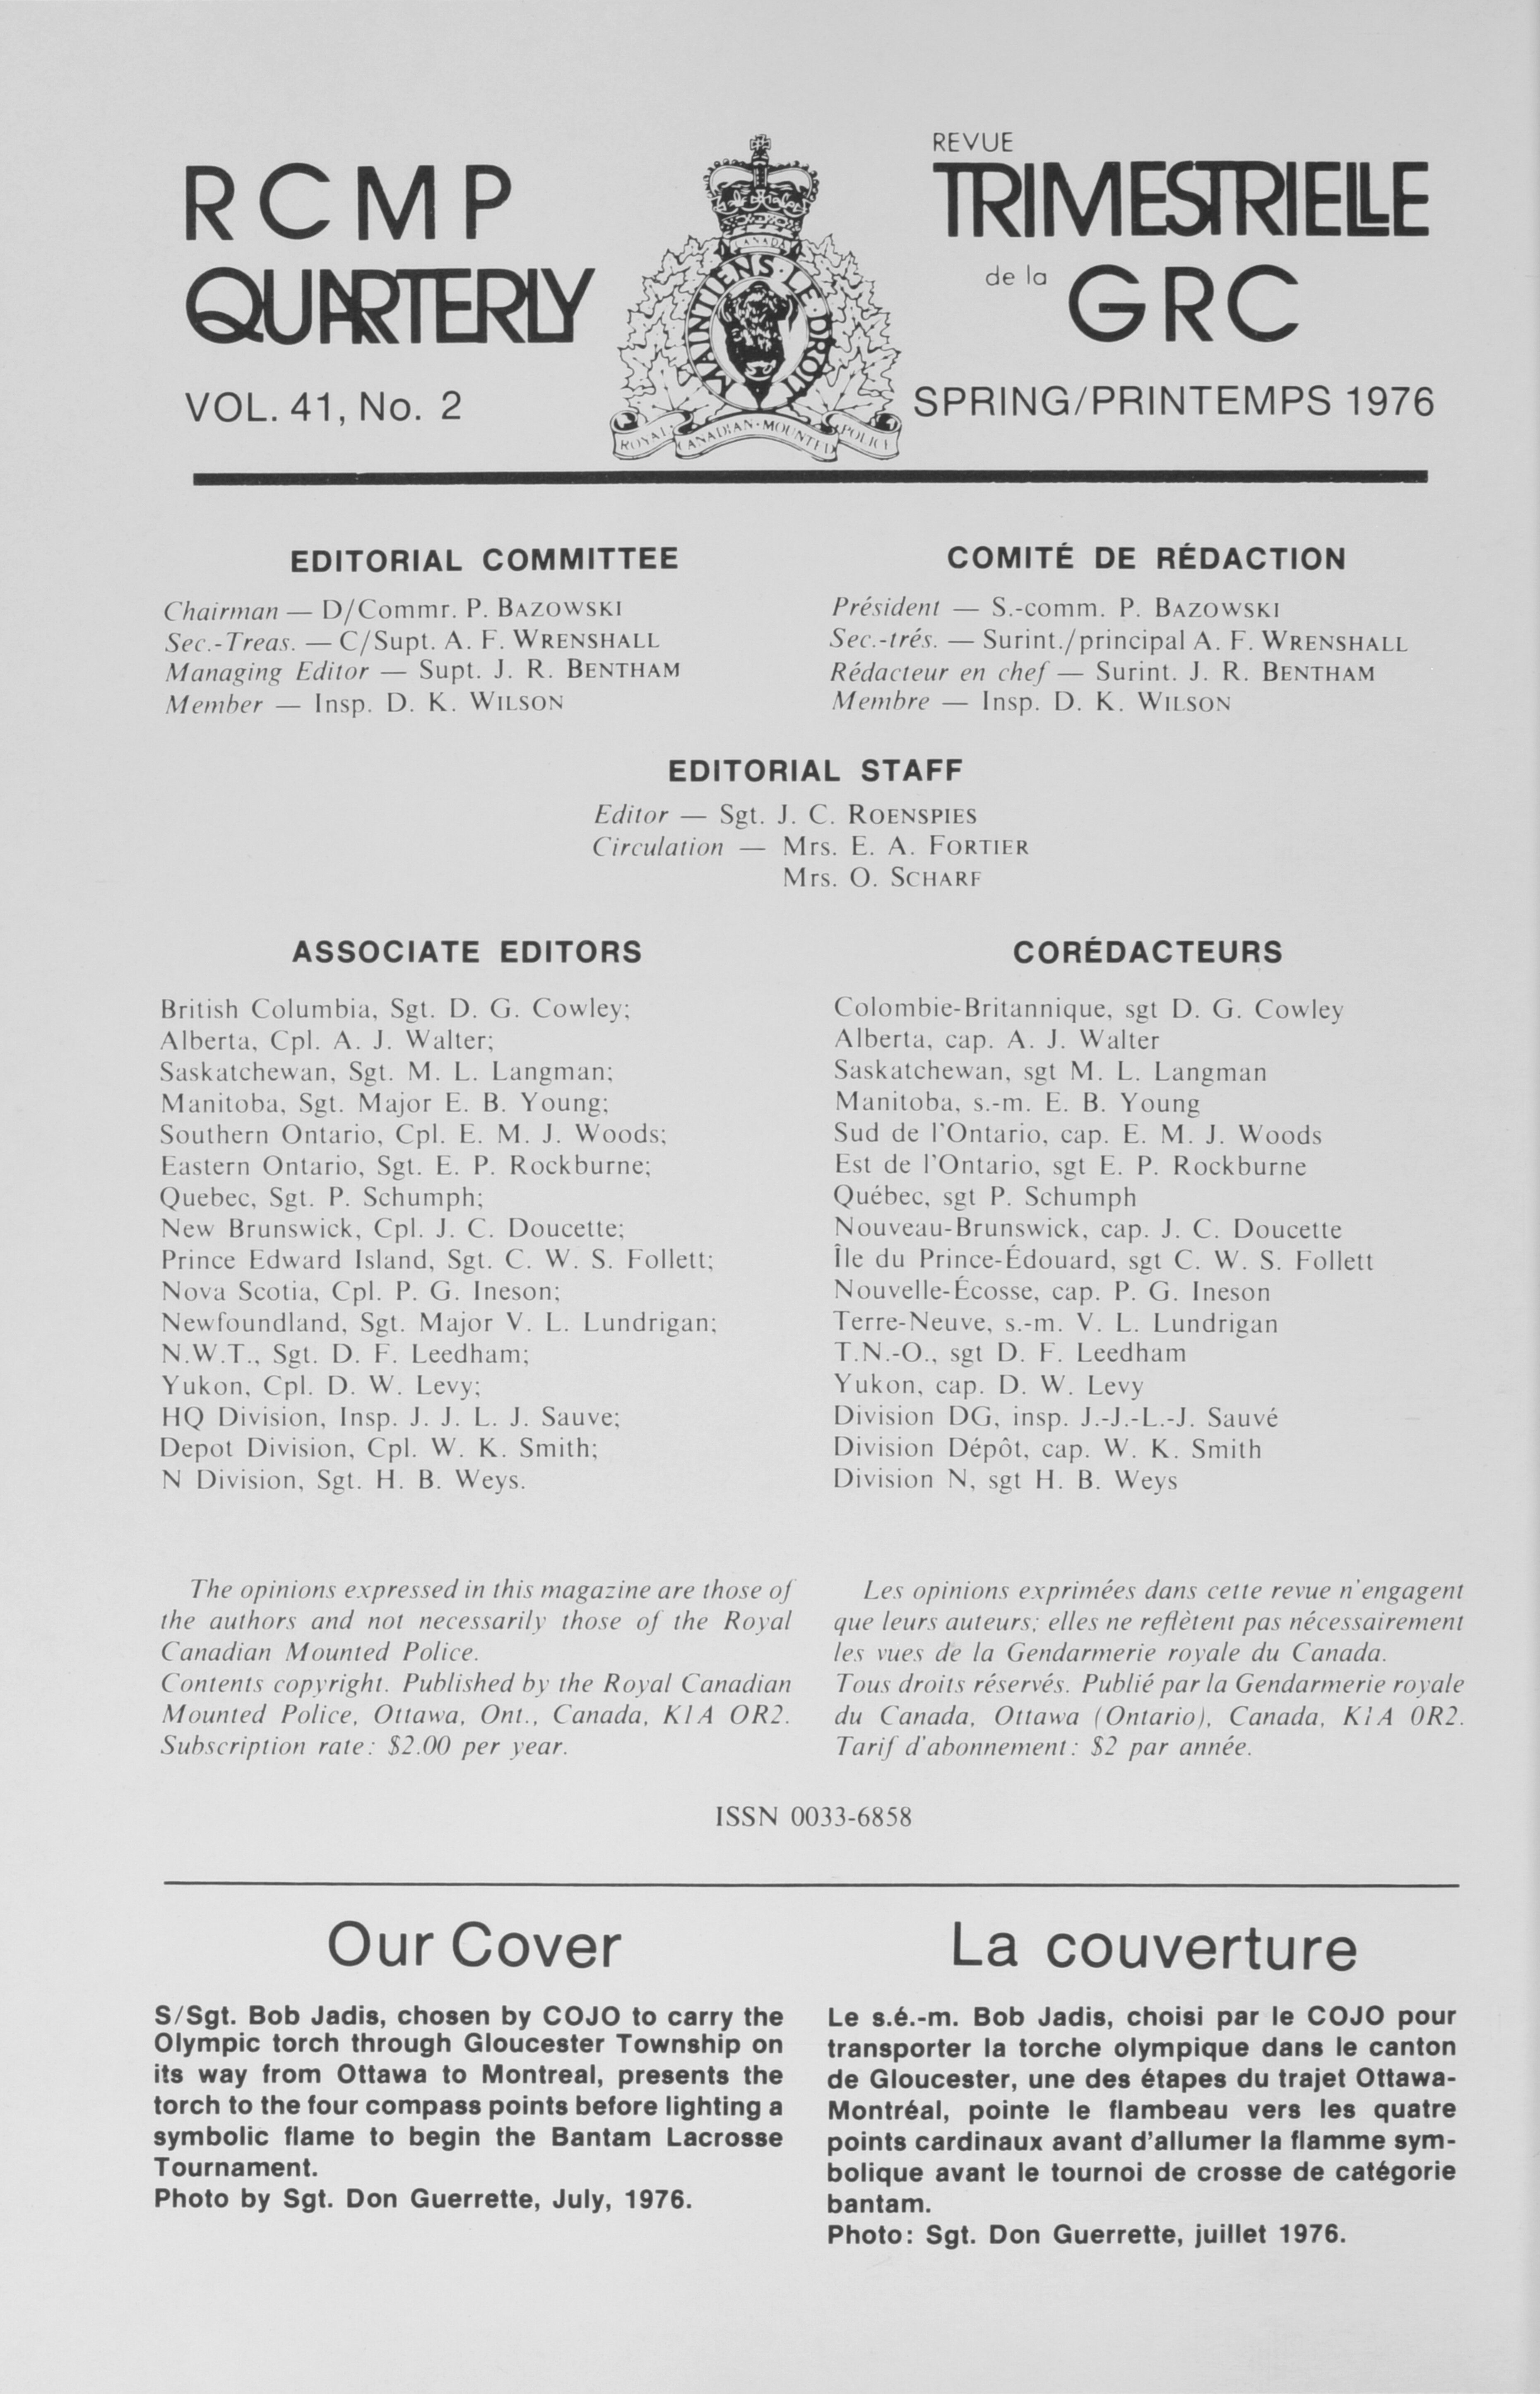 RCMP
QUARTERLY
VOL. 41, No. 2
CANADA
MAINTIENS LE DROIT
ROYAL CANADIAN·MOUNTED POLICE
REVUE
TRIMESTRIELLE
de la GRC
SPRING/PRINTEMPS 1976
EDITORIAL COMMITTEE
Chairman — D/Commr. P. BAZOWSKI
Sec.-Treas. — C/Supt. A. F. WRENSHALL
Managing Editor — Supt. J. R. BENTHAM
Member — Insp. D. K. WILSON
COMITÉ DE RÉDACTION
Président — S.-comm. P. BAZOWSKI
Sec.-trés. — Surint./principal A. F. WRENSHALL
Rédacteur en chef — Surint. J. R. BENTHAM
Membre — Insp. D. K. WILSON
EDITORIAL STAFF
Editor — Sgt. J. C. ROENSPIES
Circulation — Mrs. E. A. FORTIER
Mrs. O. SCHARF
ASSOCIATE EDITORS
British Columbia, Sgt. D. G. Cowley;
Alberta, Cpl. A. J. Walter;
Saskatchewan, Sgt. M. L. Langman;
Manitoba, Sgt. Major E. B. Young;
Southern Ontario, Cpl. E. M. J. Woods;
Eastern Ontario, Sgt. E. P. Rockburne;
Quebec, Sgt. P. Schumph;
New Brunswick, Cpl. J. C. Doucette;
Prince Edward Island, Sgt. C. W. S. Follett;
Nova Scotia, Cpl. P. G. Ineson;
Newfoundland, Sgt. Major V. L. Lundrigan;
N.W.T., Sgt. D. F. Leedham;
Yukon, Cpl. D. W. Levy;
HQ Division, Insp. J. J. L. J. Sauve;
Depot Division, Cpl. W. K. Smith;
N Division, Sgt. H. B. Weys.
CORÉDACTEURS
Colombie-Britannique, sgt D. G. Cowley
Alberta, cap. A. J. Walter
Saskatchewan, sgt M. L. Langman
Manitoba, s.-m. E. B. Young
Sud de l'Ontario, cap. E. M. J. Woods
Est de l'Ontario, sgt E. P. Rockburne
Québec, sgt P. Schumph
Nouveau-Brunswick, cap. J. C. Doucette
Île du Prince-Édouard, sgt C. W. S. Follett
Nouvelle-Écosse, cap. P. G. Ineson
Terre-Neuve, s.-m. V. L. Lundrigan
T.N.-O., sgt D. F. Leedham
Yukon, cap. D. W. Levy
Division DG, insp. J.-J.-L.-J. Sauvé
Division Dépôt, cap. W. K. Smith
Division N, sgt H. B. Weys
The opinions expressed in this magazine are those of
the authors and not necessarily those of the Royal
Canadian Mounted Police.
Contents copyright. Published by the Royal Canadian
Mounted Police, Ottawa, Ont., Canada, K1A OR2.
Subscription rate: $2.00 per year.
Les opinions exprimées dans cette revue n'engagent
que leurs auteurs; elles ne reflètent pas nécessairement
les vues de la Gendarmerie royale du Canada.
Tous droits réservés. Publié par la Gendarmerie royale
du Canada, Ottawa (Ontario), Canada, K1A 0R2.
Tarif d'abonnement: $2 par année.
ISSN 0033-6858
Our Cover
S/Sgt. Bob Jadis, chosen by COJO to carry the
Olympic torch through Gloucester Township on
its way from Ottawa to Montreal, presents the
torch to the four compass points before lighting a
symbolic flame to begin the Bantam Lacrosse
Tournament.
Photo by Sgt. Don Guerrette, July, 1976.
La couverture
Le s.é.-m. Bob Jadis, choisi par le COJO pour
transporter la torche olympique dans le canton
de Gloucester, une des étapes du trajet Ottawa-
Montréal, pointe le flambeau vers les quatre
points cardinaux avant d'allumer la flamme sym-
bolique avant le tournoi de crosse de catégorie
bantam.
Photo: Sgt. Don Guerrette, juillet 1976.